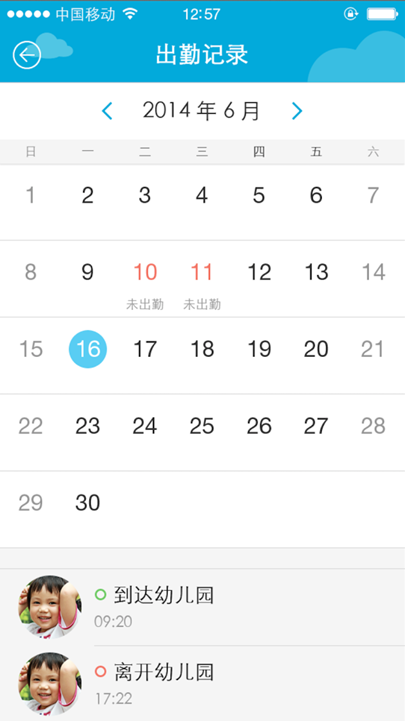 中国移动 12:57
出勤记录
2014 年 6 月
日 一 二 三 四 五 六
1 2 3 4 5 6 7
8 9 10 11 12 13 14
未出勤 未出勤
15 16 17 18 19 20 21
22 23 24 25 26 27 28
29 30
到达幼儿园
09:20
离开幼儿园
17:22